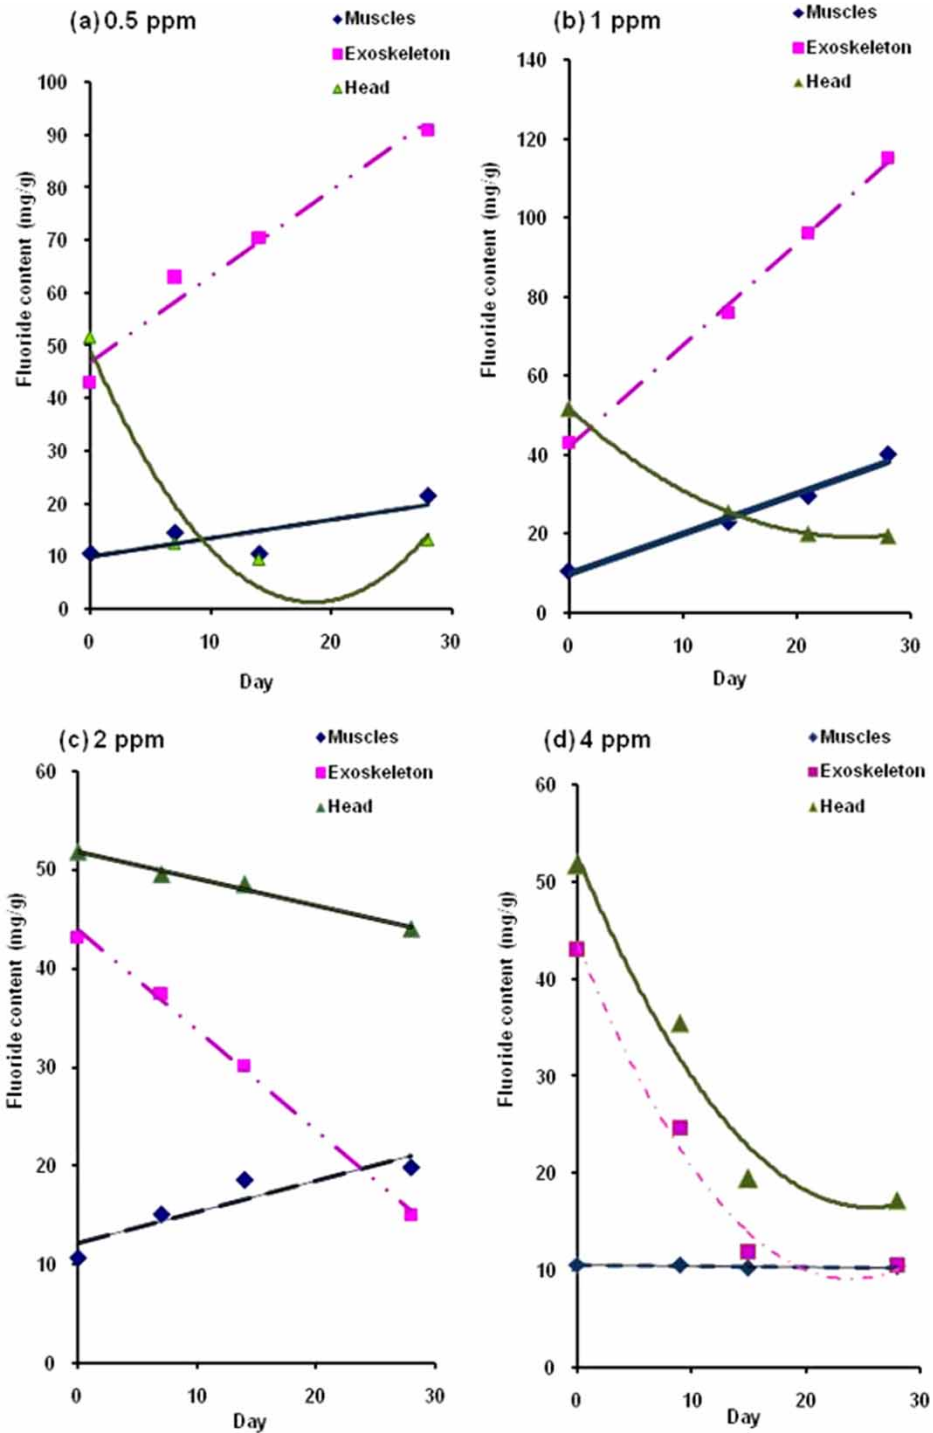 (a) 0.5 ppm
Muscles
Exoskeleton
Head
Fluoride content (mg/g)
100
90
80
70
60
50
40
30
20
10
0
0 10 20 30
Day
(b) 1 ppm
Muscles
Exoskeleton
Head
Fluoride content (mg/g)
140
120
100
80
60
40
20
0
0 10 20 30
Day
(c) 2 ppm
Muscles
Exoskeleton
Head
Fluoride content (mg/g)
60
50
40
30
20
10
0
0 10 20 30
Day
(d) 4 ppm
Muscles
Exoskeleton
Head
Fluoride content (mg/g)
60
50
40
30
20
10
0
0 10 20 30
Day